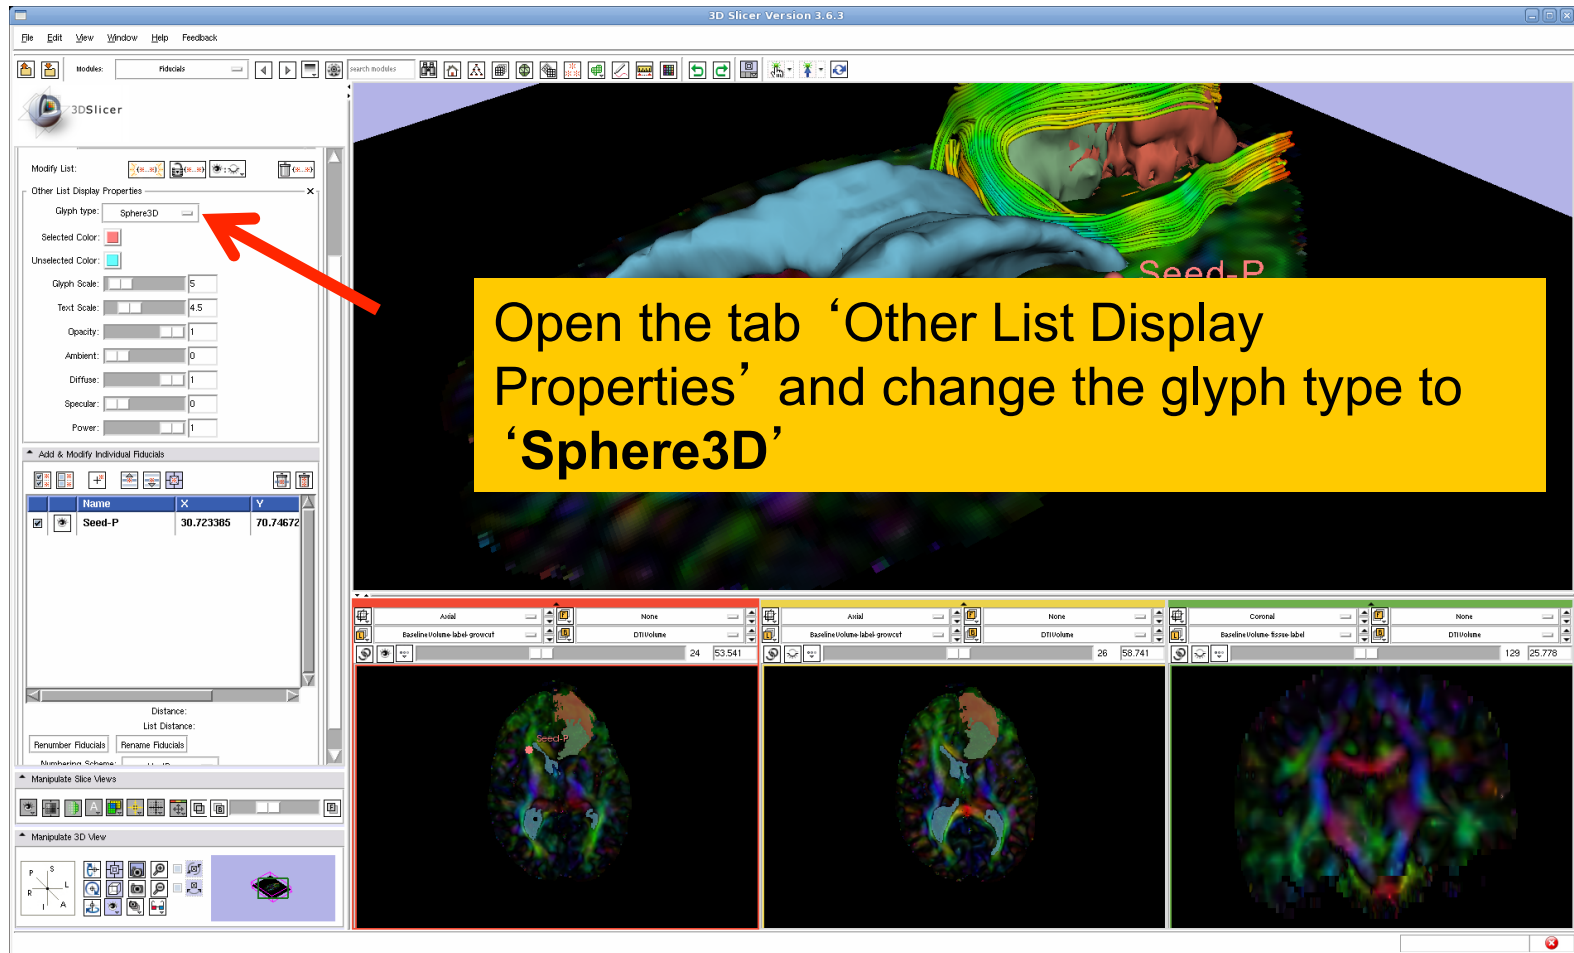 3D Slicer Version 3.6.3
File Edit View Window Help Feedback
Modules: Fiducials search modules
3DSlicer
Modify List:
Other List Display Properties
Glyph type: Sphere3D
Selected Color:
Unselected Color:
Glyph Scale: 5
Text Scale: 4.5
Opacity: 1
Ambient: 0
Diffuse: 1
Specular: 0
Power: 1
Add & Modify Individual Fiducials
Name X Y
Seed-P 30.723385 70.74672
Distance:
List Distance:
Renumber Fiducials Rename Fiducials
Numbering Scheme:
Manipulate Slice Views
Manipulate 3D View
P S
R L
I A
Seed-P
Open the tab ‘Other List Display
Properties’ and change the glyph type to
‘Sphere3D’
Axial None
BaselineVolume-label-growcut DTIVolume
24 53.541
Seed-P
Axial None
BaselineVolume-label-growcut DTIVolume
26 58.741
Coronal None
BaselineVolume-tissue-label DTIVolume
129 25.778